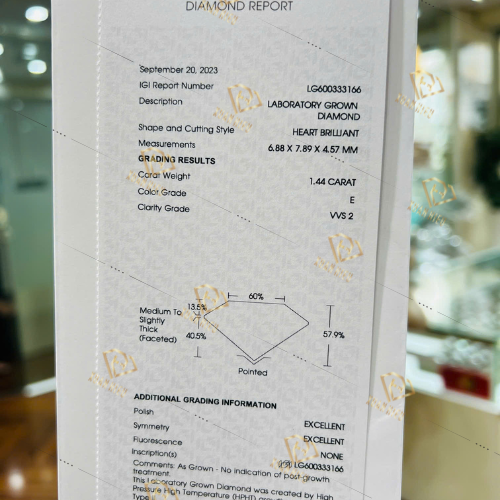 DIAMOND REPORT
September 20, 2023
IGI Report Number LG600333166
Description LABORATORY GROWN
DIAMOND
Shape and Cutting Style HEART BRILLIANT
Measurements 6.88 X 7.89 X 4.57 MM
GRADING RESULTS
Carat Weight 1.44 CARAT
Color Grade E
Clarity Grade VVS 2
60%
13.5%
Medium To
Slightly
Thick
(Faceted)
40.5%
57.9%
Pointed
ADDITIONAL GRADING INFORMATION
Polish EXCELLENT
Symmetry EXCELLENT
Fluorescence NONE
Inscription(s) LG600333166
Comments: As Grown - No indication of post-growth
treatment.
This Laboratory Grown Diamond was created by High
Pressure High Temperature (HPHT)
Type